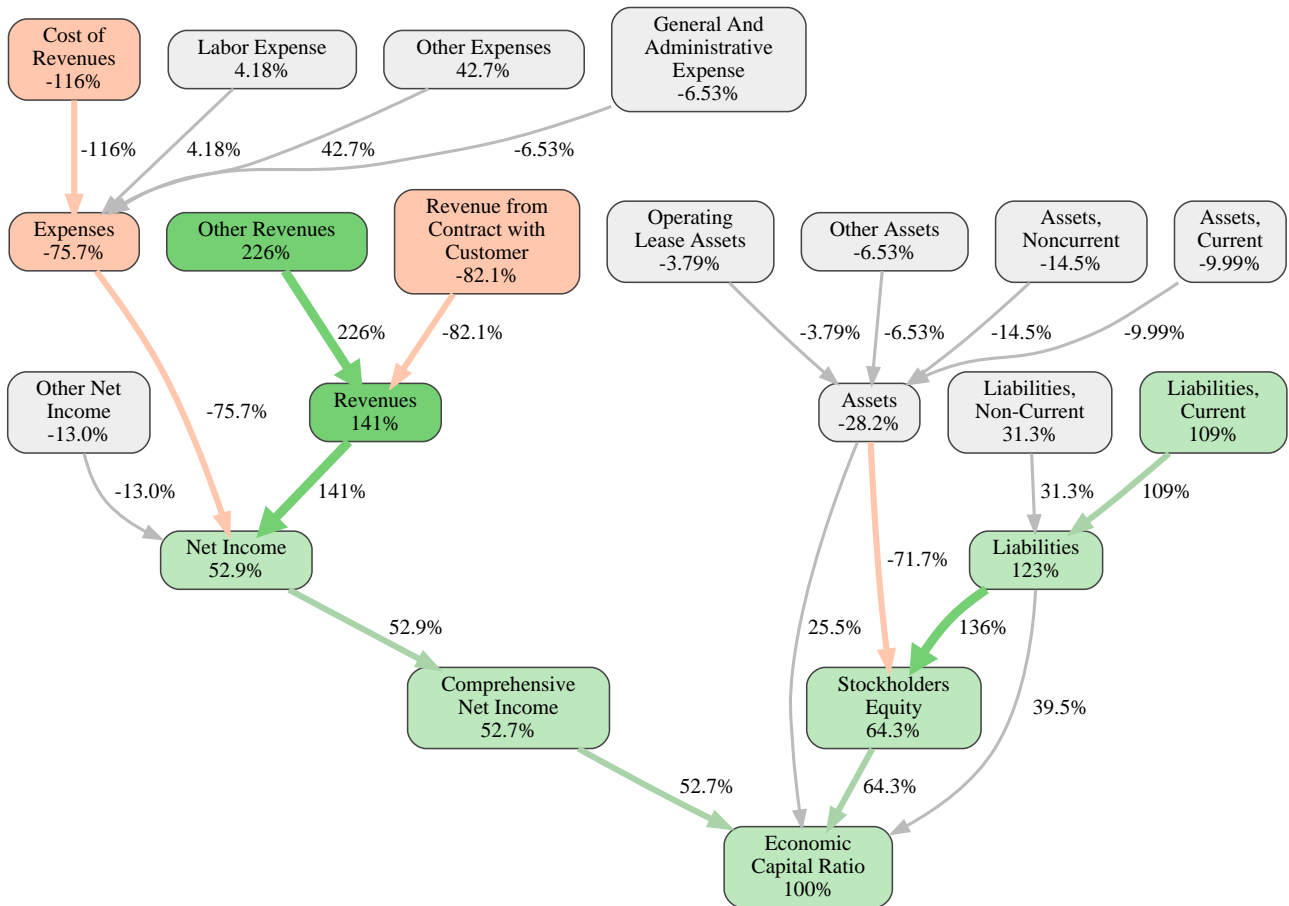 Cost of
Revenues
-116%
Labor Expense
4.18%
Other Expenses
42.7%
General And
Administrative
Expense
-6.53%
-116%
4.18%
42.7%
-6.53%
Expenses
-75.7%
Other Revenues
226%
Revenue from
Contract with
Customer
-82.1%
Operating
Lease Assets
-3.79%
Other Assets
-6.53%
Assets,
Noncurrent
-14.5%
Assets,
Current
-9.99%
226%
-82.1%
-3.79%
-6.53%
-14.5%
-9.99%
Other Net
Income
-13.0%
-75.7%
Revenues
141%
Assets
-28.2%
Liabilities,
Non-Current
31.3%
Liabilities,
Current
109%
-13.0%
141%
31.3%
109%
Net Income
52.9%
-71.7%
Liabilities
123%
52.9%
25.5%
136%
Comprehensive
Net Income
52.7%
Stockholders
Equity
64.3%
39.5%
52.7%
64.3%
Economic
Capital Ratio
100%